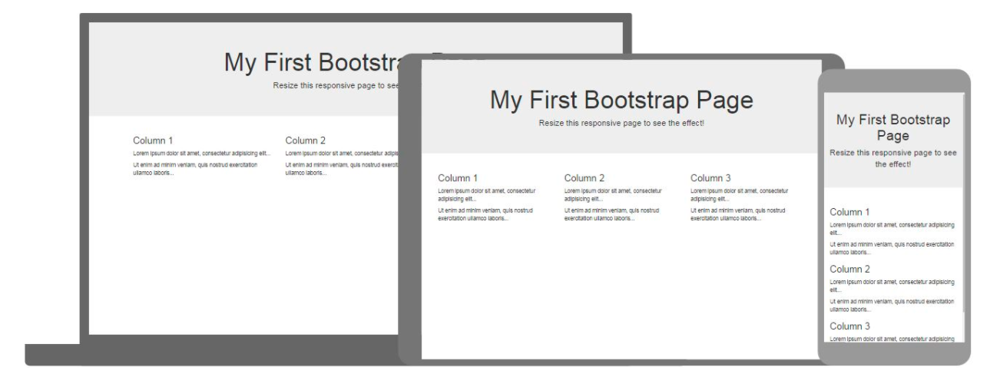 My First Bootstra
Resize this responsive page to see
Column 1
Lorem ipsum dolor sit amet, consectetur adipisicing elit...
Ut enim ad minim veniam, quis nostrud exercitation
ullamco laboris...
Column 2
Lorem ipsum dolor sit amet, consectetur
Ut enim ad minim veniam, quis nostrud
ullamco laboris...
My First Bootstrap Page
Resize this responsive page to see the effect!
Column 1
Lorem ipsum dolor sit amet, consectetur
adipisicing elit...
Ut enim ad minim veniam, quis nostrud
exercitation ullamco laboris...
Column 2
Lorem ipsum dolor sit amet, consectetur
adipisicing elit...
Ut enim ad minim veniam, quis nostrud
exercitation ullamco laboris...
Column 3
Lorem ipsum dolor sit amet, consectetur
adipisicing elit...
Ut enim ad minim veniam, quis nostrud
exercitation ullamco laboris...
My First Bootstrap
Page
Resize this responsive page to see
the effect!
Column 1
Lorem ipsum dolor sit amet, consectetur adipisicing
elit...
Ut enim ad minim veniam, quis nostrud exercitation
ullamco laboris...
Column 2
Lorem ipsum dolor sit amet, consectetur adipisicing
elit...
Ut enim ad minim veniam, quis nostrud exercitation
ullamco laboris...
Column 3
Lorem ipsum dolor sit amet, consectetur adipisicing